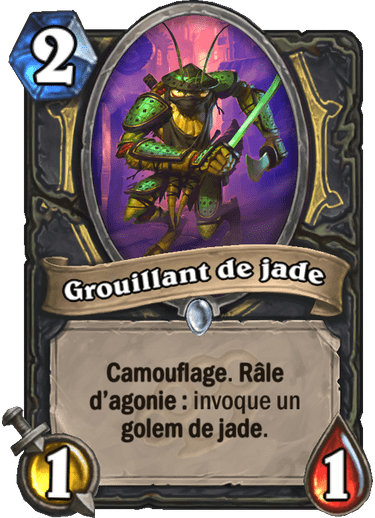 2
Grouillant de jade
Camouflage. Râle
d'agonie : invoque un
golem de jade.
1
1